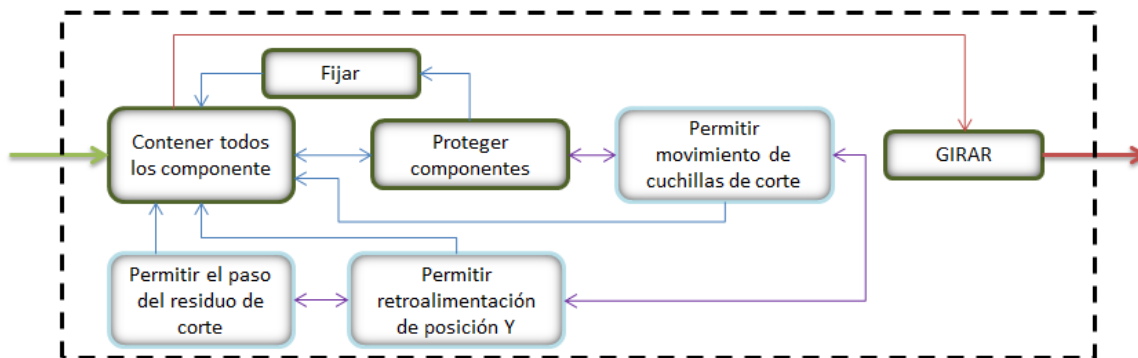 Fijar
Contener todos
los componente
Proteger
componentes
Permitir
movimiento de
cuchillas de corte
GIRAR
Permitir el paso
del residuo de
corte
Permitir
retroalimentación
de posición Y